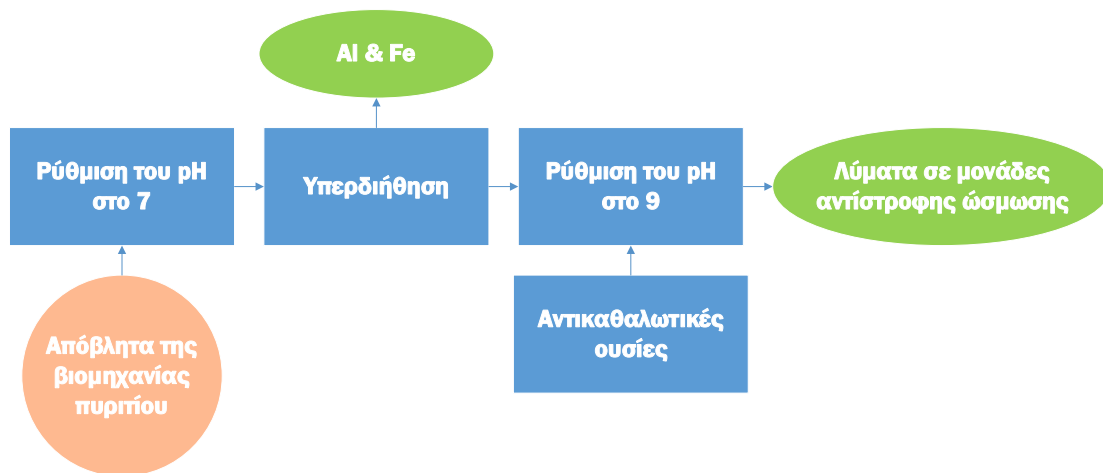 Al & Fe
Ρύθμιση του pH
στο 7
Υπερδιήθηση
Ρύθμιση του pH
στο 9
Λύματα σε μονάδες
αντίστροφης ώσμωσης
Απόβλητα της
βιομηχανίας
πυριτίου
Αντικαθαλωτικές
ουσίες